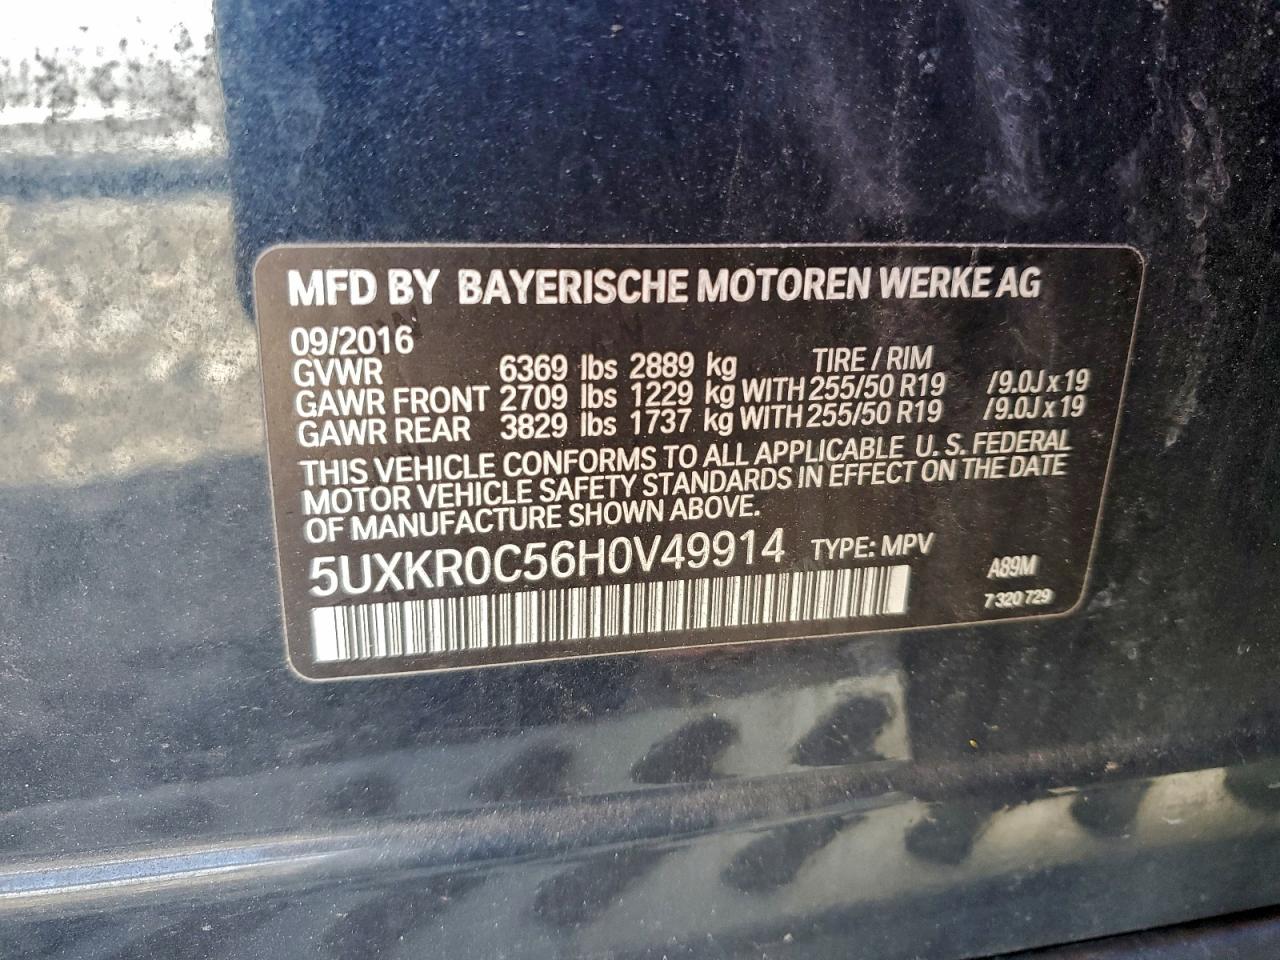 MFD BY BAYERISCHE MOTOREN WERKE AG
09/2016
GVWR 6369 lbs 2889 kg TIRE / RIM
GAWR FRONT 2709 lbs 1229 kg WITH 255/50 R19 /9.0J x 19
GAWR REAR 3829 lbs 1737 kg WITH 255/50 R19 /9.0J x 19
THIS VEHICLE CONFORMS TO ALL APPLICABLE U.S. FEDERAL
MOTOR VEHICLE SAFETY STANDARDS IN EFFECT ON THE DATE
OF MANUFACTURE SHOWN ABOVE.
5UXKR0C56H0V49914 TYPE: MPV
A89M
7 320 729